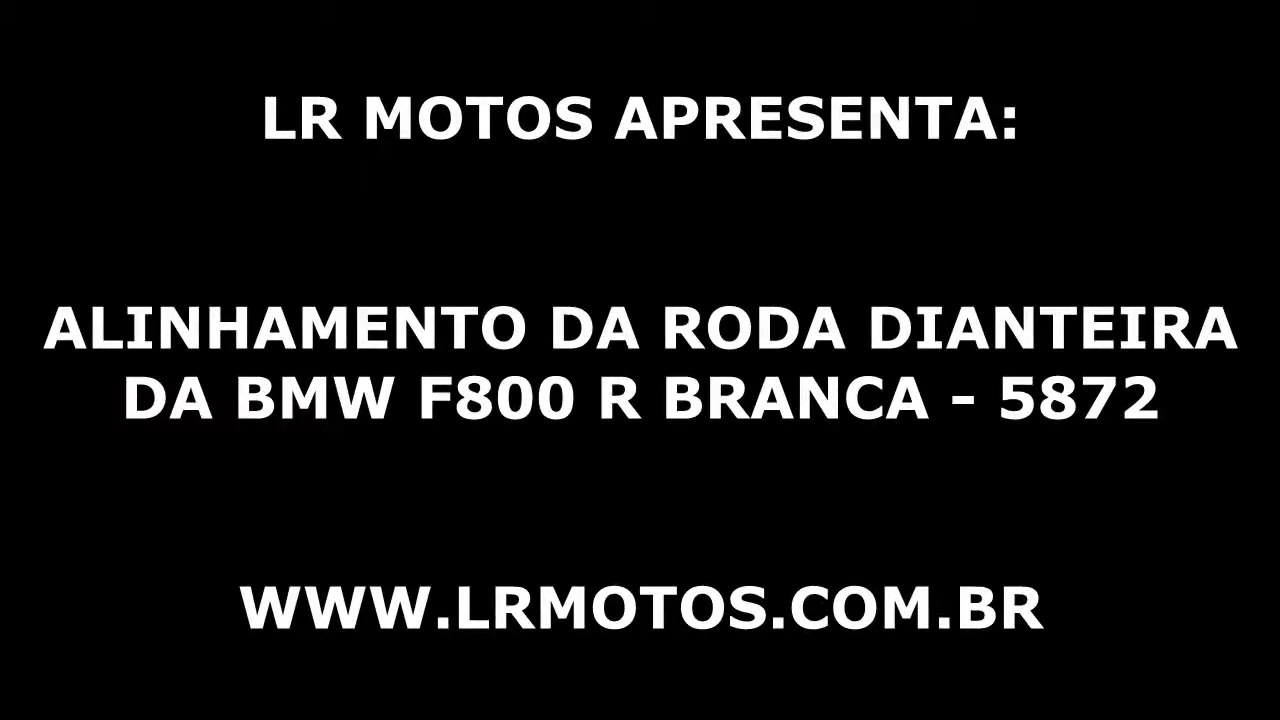 LR MOTOS APRESENTA:
ALINHAMENTO DA RODA DIANTEIRA
DA BMW F800 R BRANCA - 5872
WWW.LRMOTOS.COM.BR